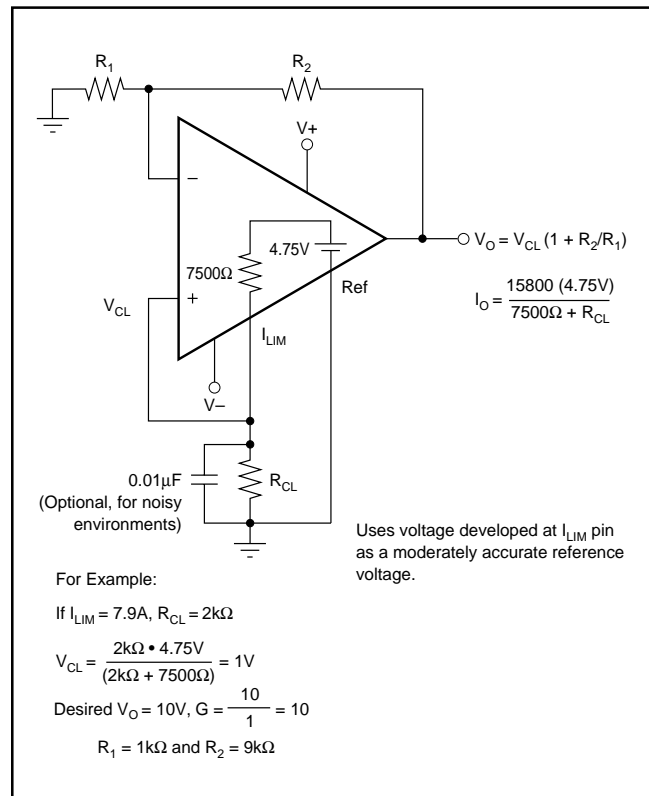 R1
R2
V+
−
4.75V
VO = VCL (1 + R2/R1)
7500Ω
Ref
IO = 15800 (4.75V) / 7500Ω + RCL
VCL
+
ILIM
V−
0.01µF
RCL
(Optional, for noisy
environments)
Uses voltage developed at ILIM pin
as a moderately accurate reference
voltage.
For Example:
If ILIM = 7.9A, RCL = 2kΩ
VCL = 2kΩ • 4.75V / (2kΩ + 7500Ω) = 1V
Desired VO = 10V, G = 10 / 1 = 10
R1 = 1kΩ and R2 = 9kΩ